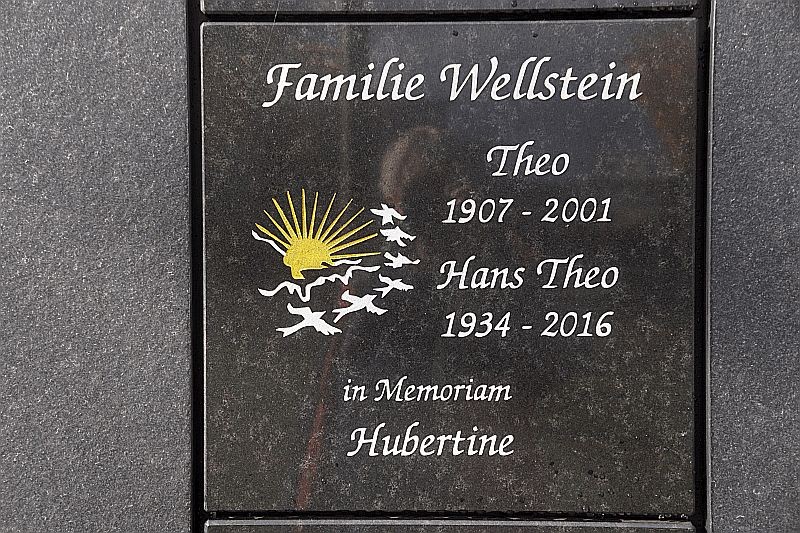 Familie Wellstein
Theo
1907 - 2001
Hans Theo
1934 - 2016
in Memoriam
Hubertine